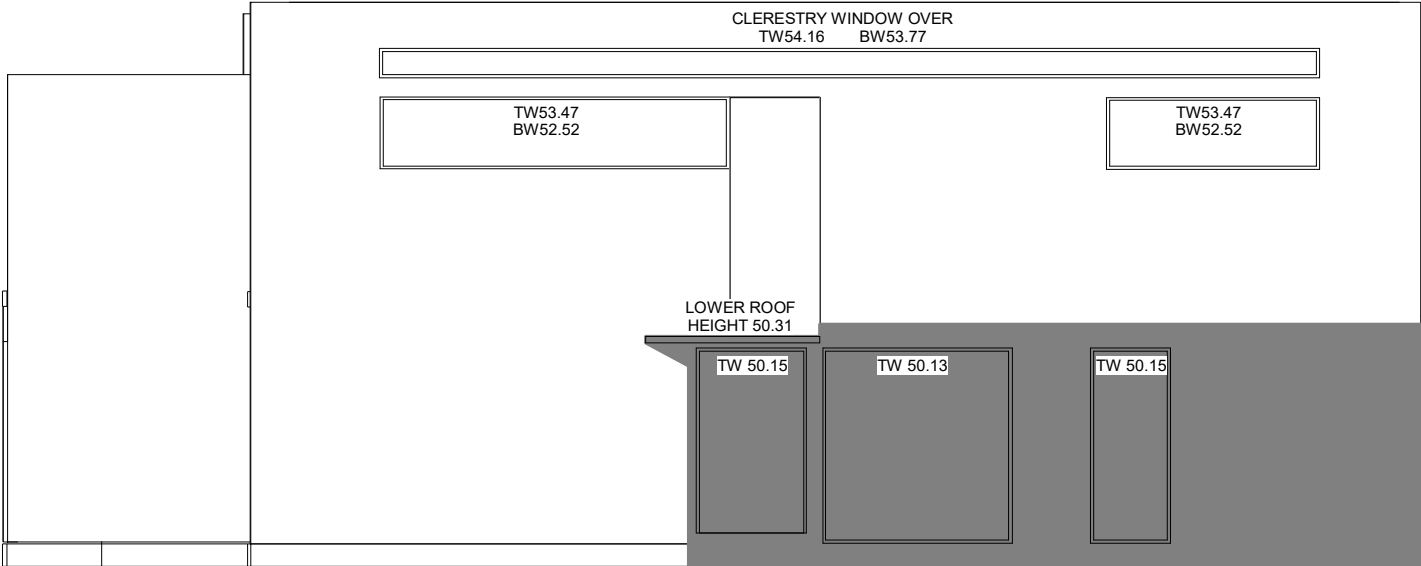 CLERESTRY WINDOW OVER
TW54.16 BW53.77
TW53.47
BW52.52
TW53.47
BW52.52
LOWER ROOF
HEIGHT 50.31
TW 50.15
TW 50.13
TW 50.15